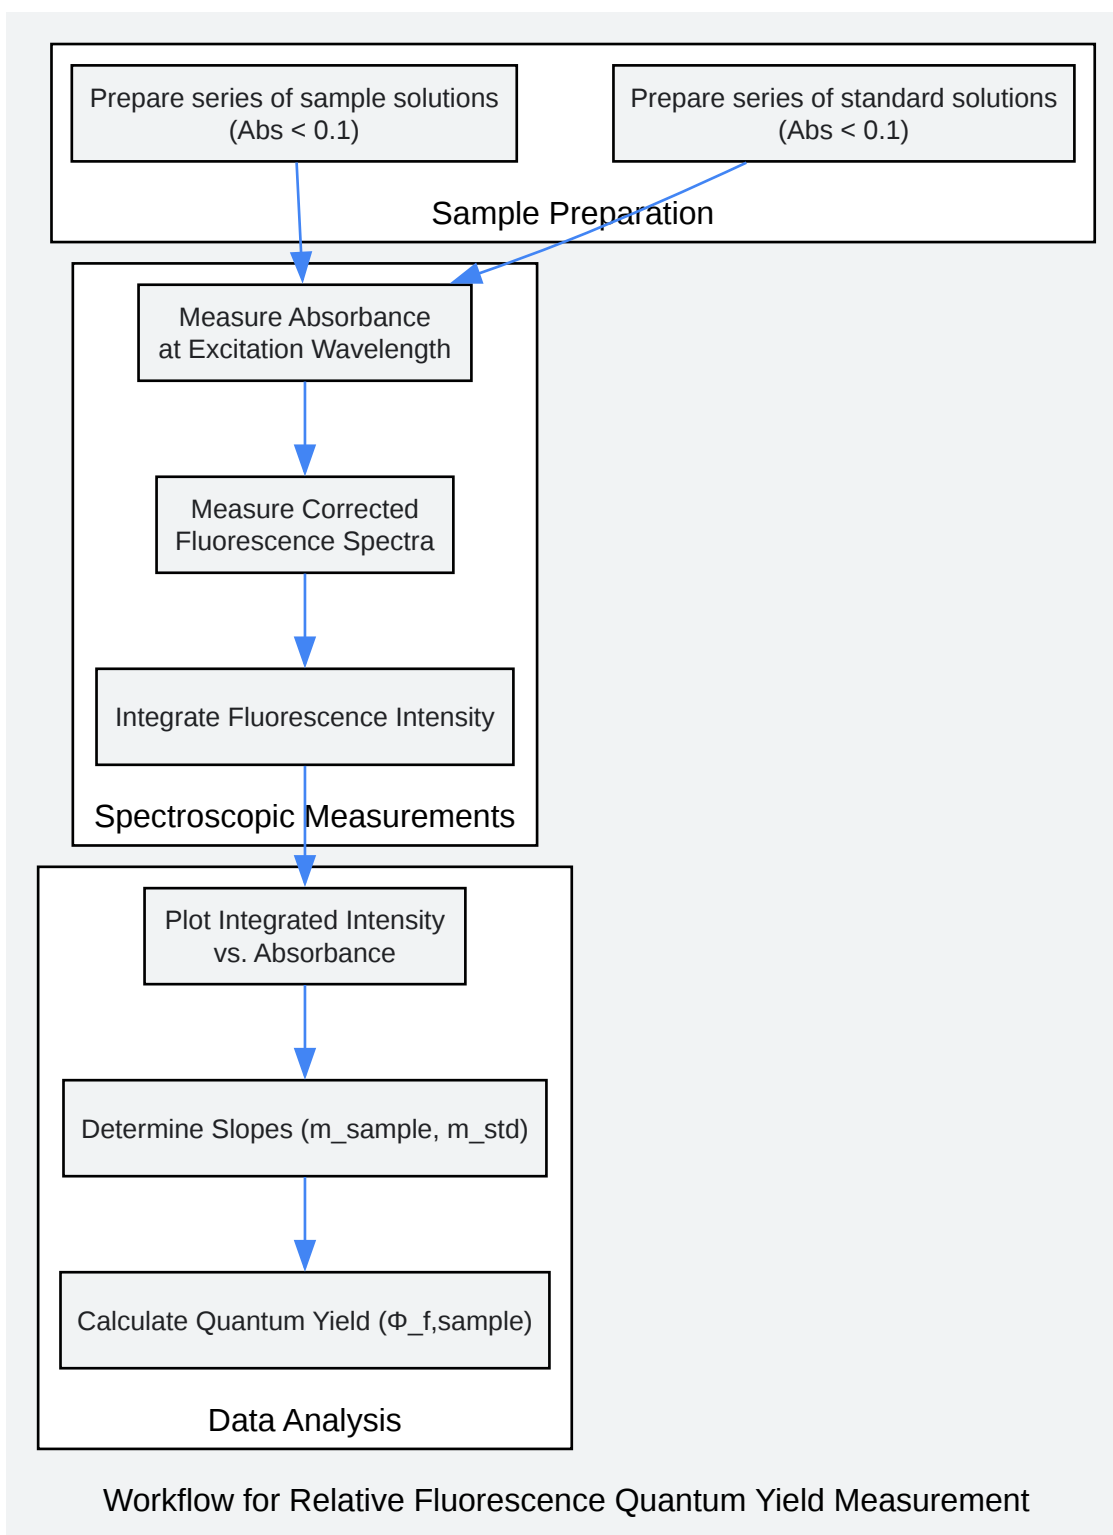 Prepare series of sample solutions
(Abs < 0.1)
Prepare series of standard solutions
(Abs < 0.1)
Sample Preparation
Measure Absorbance
at Excitation Wavelength
Measure Corrected
Fluorescence Spectra
Integrate Fluorescence Intensity
Spectroscopic Measurements
Plot Integrated Intensity
vs. Absorbance
Determine Slopes (m_sample, m_std)
Calculate Quantum Yield (Φ_f,sample)
Data Analysis
Workflow for Relative Fluorescence Quantum Yield Measurement